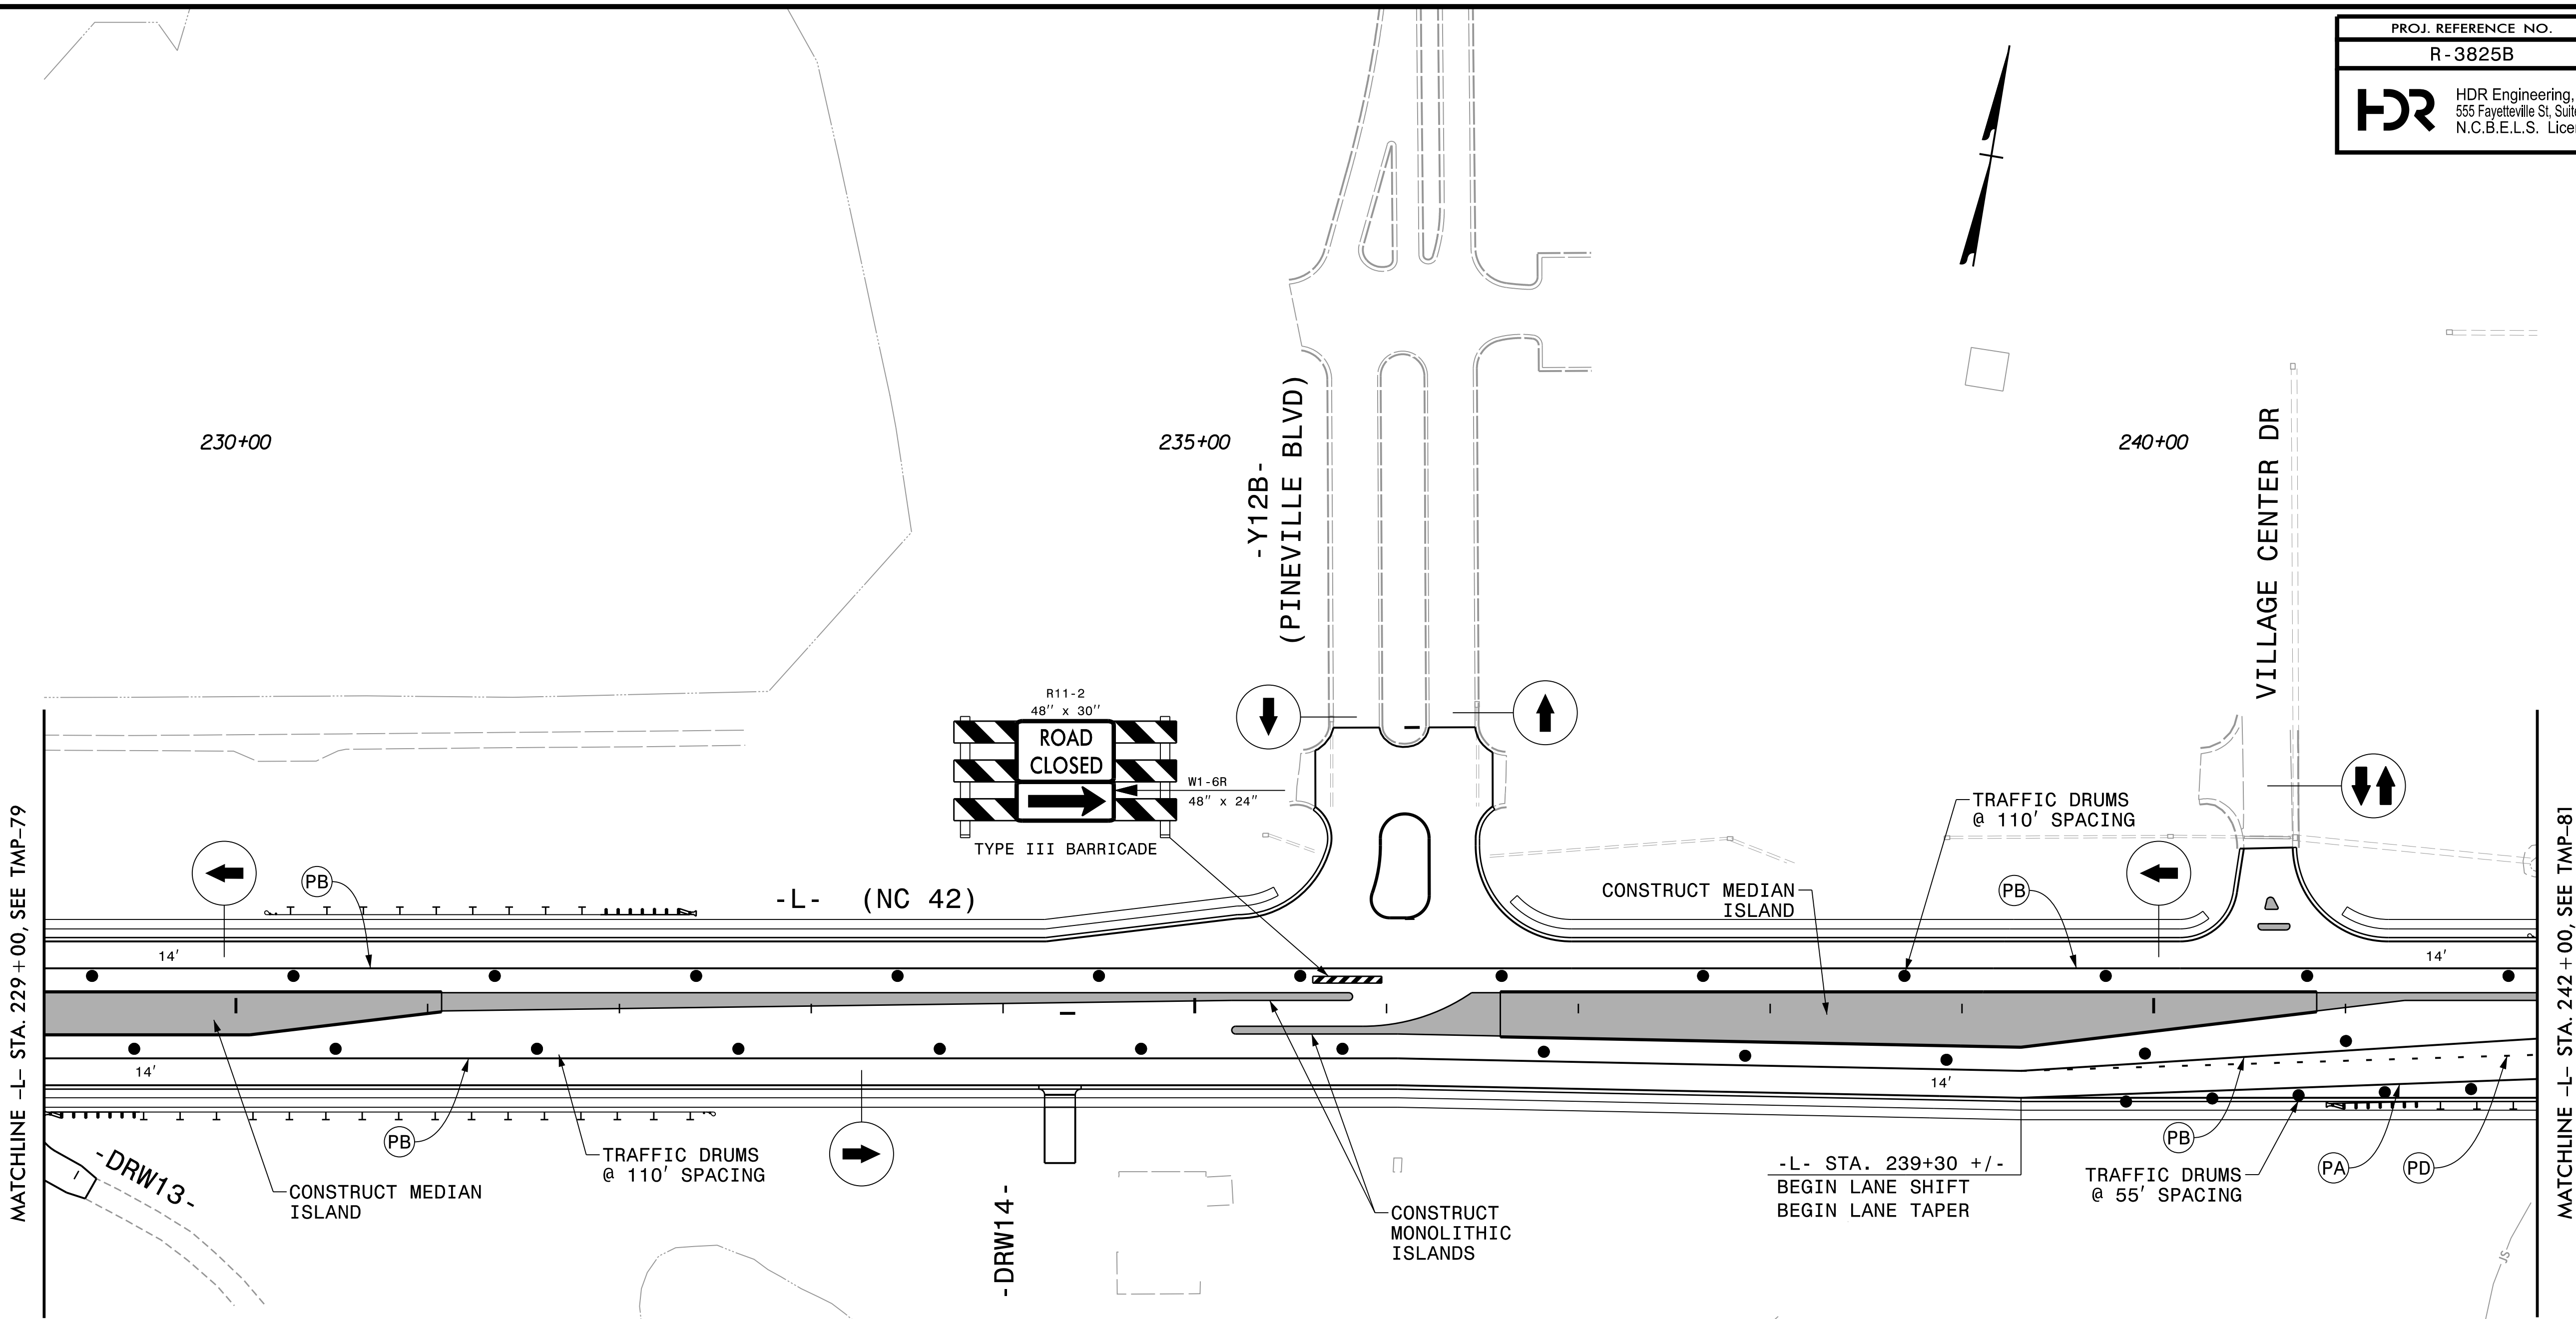 PROJ. REFERENCE NO.
R-3825B
HDR
HDR Engineering,
555 Fayetteville St, Suite
N.C.B.E.L.S. Licen
230+00
235+00
240+00
-Y12B-
(PINEVILLE BLVD)
VILLAGE CENTER DR
R11-2
48" x 30"
ROAD
CLOSED
W1-6R
48" x 24"
TYPE III BARRICADE
TRAFFIC DRUMS
@ 110' SPACING
MATCHLINE -L- STA. 229+00, SEE TMP-79
MATCHLINE -L- STA. 242+00, SEE TMP-81
PB
-L- (NC 42)
CONSTRUCT MEDIAN
ISLAND
PB
14'
14'
14'
14'
PB
TRAFFIC DRUMS
@ 110' SPACING
-DRW13-
CONSTRUCT MEDIAN
ISLAND
-DRW14-
CONSTRUCT
MONOLITHIC
ISLANDS
-L- STA. 239+30 +/-
BEGIN LANE SHIFT
BEGIN LANE TAPER
PB
TRAFFIC DRUMS
@ 55' SPACING
PA
PD
JS